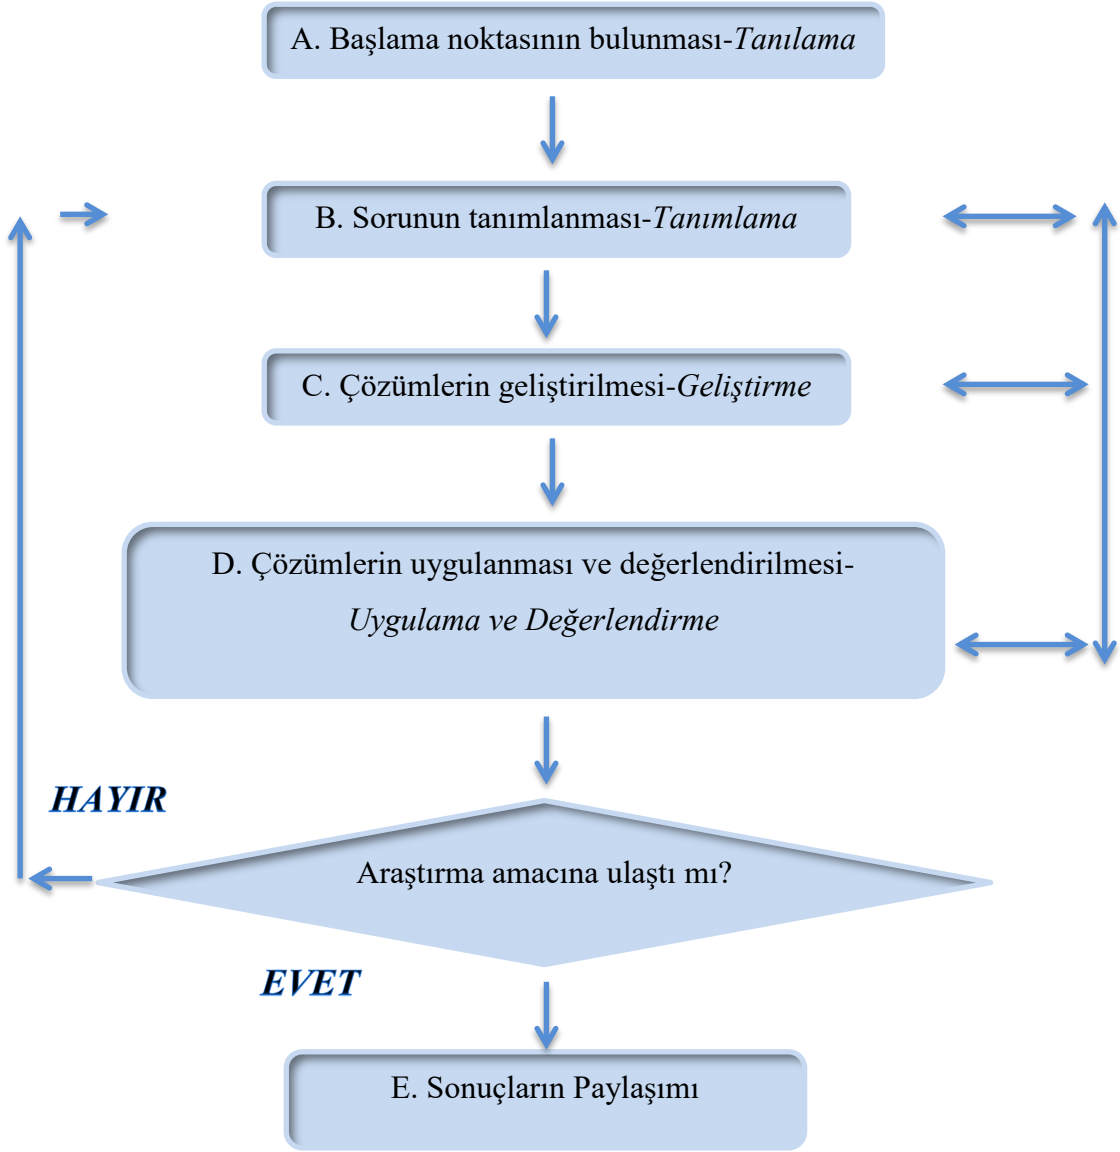 A. Başlama noktasının bulunması-Tanılama
B. Sorunun tanımlanması-Tanımlama
C. Çözümlerin geliştirilmesi-Geliştirme
D. Çözümlerin uygulanması ve değerlendirilmesi-
Uygulama ve Değerlendirme
HAYIR
Araştırma amacına ulaştı mı?
EVET
E. Sonuçların Paylaşımı